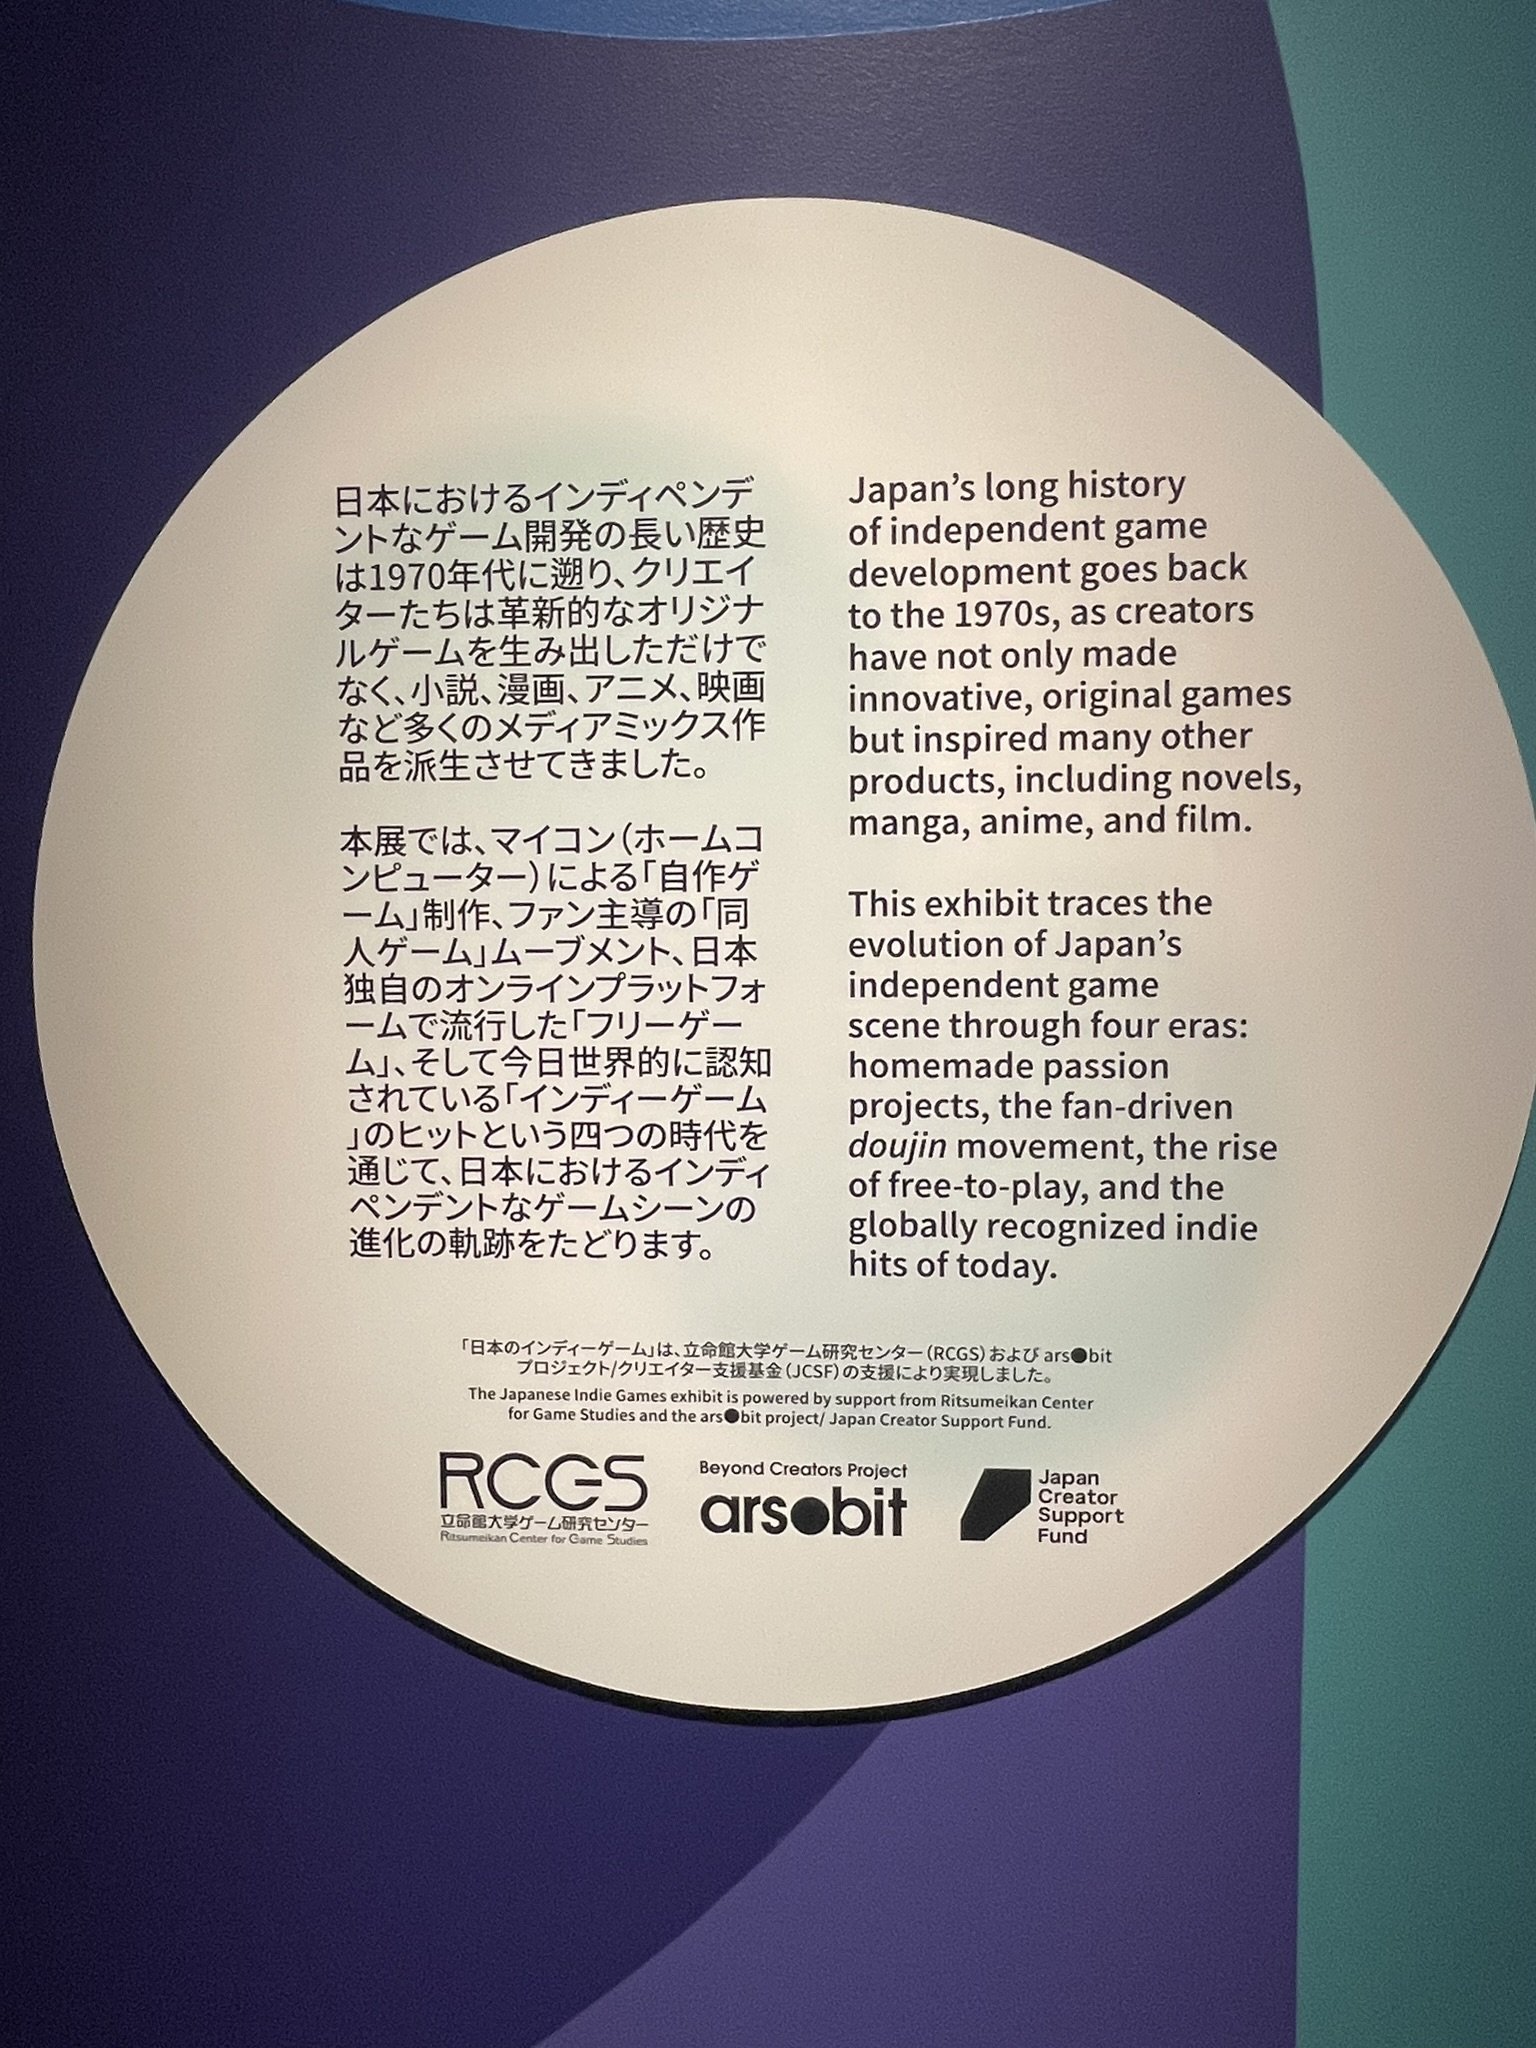 日本におけるインディペンデ
ントなゲーム開発の長い歴史
は1970年代に遡り、クリエイ
ターたちは革新的なオリジナ
ルゲームを生み出しただけで
なく、小説、漫画、アニメ、映画
など多くのメディアミックス作
品を派生させてきました。
本展では、マイコン（ホームコ
ンピューター）による「自作ゲ
ーム」制作、ファン主導の「同
人ゲーム」ムーブメント、日本
独自のオンラインプラットフォ
ームで流行した「フリーゲー
ム」、そして今日世界的に認知
されている「インディーゲーム
」のヒットという四つの時代を
通じて、日本におけるインディ
ペンデントなゲームシーンの
進化の軌跡をたどります。
Japan’s long history
of independent game
development goes back
to the 1970s, as creators
have not only made
innovative, original games
but inspired many other
products, including novels,
manga, anime, and film.
This exhibit traces the
evolution of Japan’s
independent game
scene through four eras:
homemade passion
projects, the fan-driven
doujin movement, the rise
of free-to-play, and the
globally recognized indie
hits of today.
「日本のインディーゲーム」は、立命館大学ゲーム研究センター（RCGS）および ars●bit
プロジェクト/クリエイター支援基金（JCSF）の支援により実現しました。
The Japanese Indie Games exhibit is powered by support from Ritsumeikan Center
for Game Studies and the ars●bit project/ Japan Creator Support Fund.
RCGS
立命館大学ゲーム研究センター
Ritsumeikan Center for Game Studies
Beyond Creators Project
ars●bit
Japan
Creator
Support
Fund